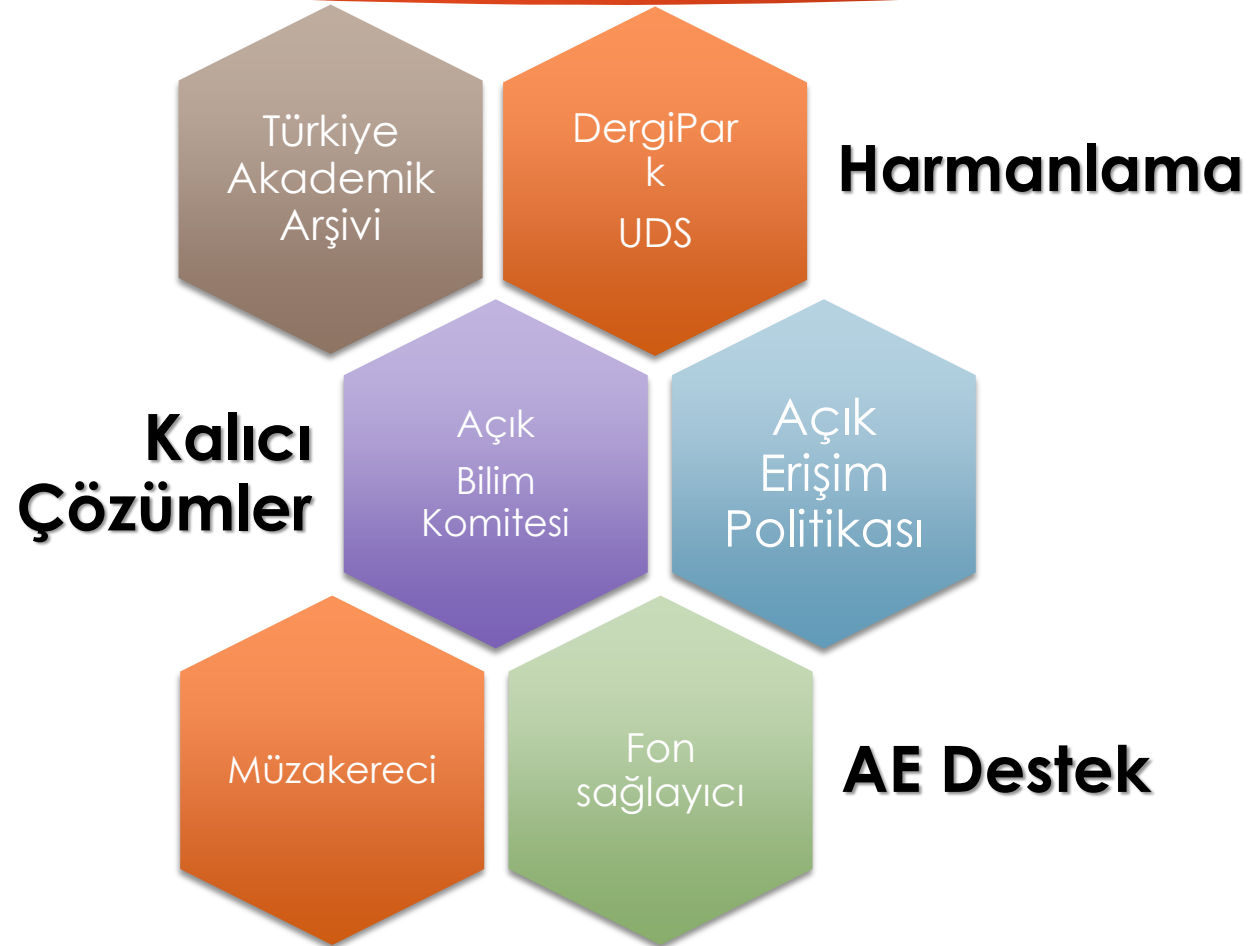 Türkiye
Akademik
Arşivi
DergiPar
k
UDS
Harmanlama
Kalıcı
Çözümler
Açık
Bilim
Komitesi
Açık
Erişim
Politikası
Müzakereci
Fon
sağlayıcı
AE Destek